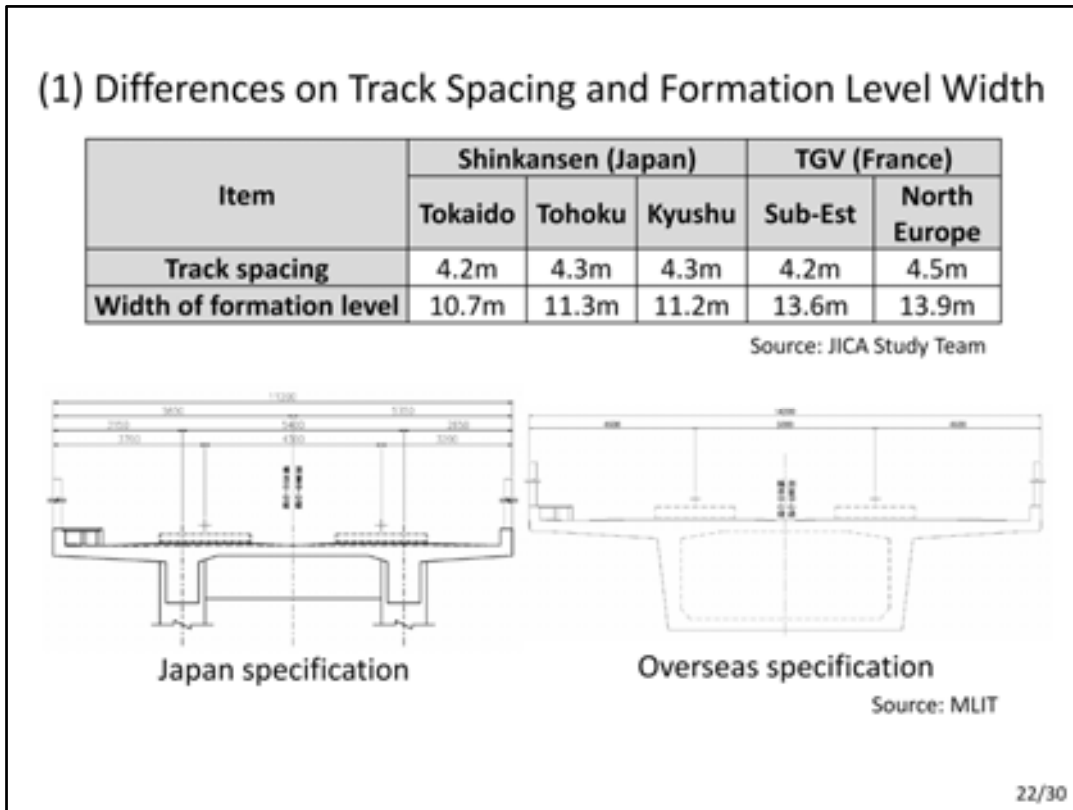 (1) Differences on Track Spacing and Formation Level Width
Item Shinkansen (Japan) TGV (France)
Tokaido Tohoku Kyushu Sub-Est North Europe
Track spacing 4.2m 4.3m 4.3m 4.2m 4.5m
Width of formation level 10.7m 11.3m 11.2m 13.6m 13.9m
Source: JICA Study Team
5400
4300
Japan specification
Overseas specification
Source: MLIT
22/30